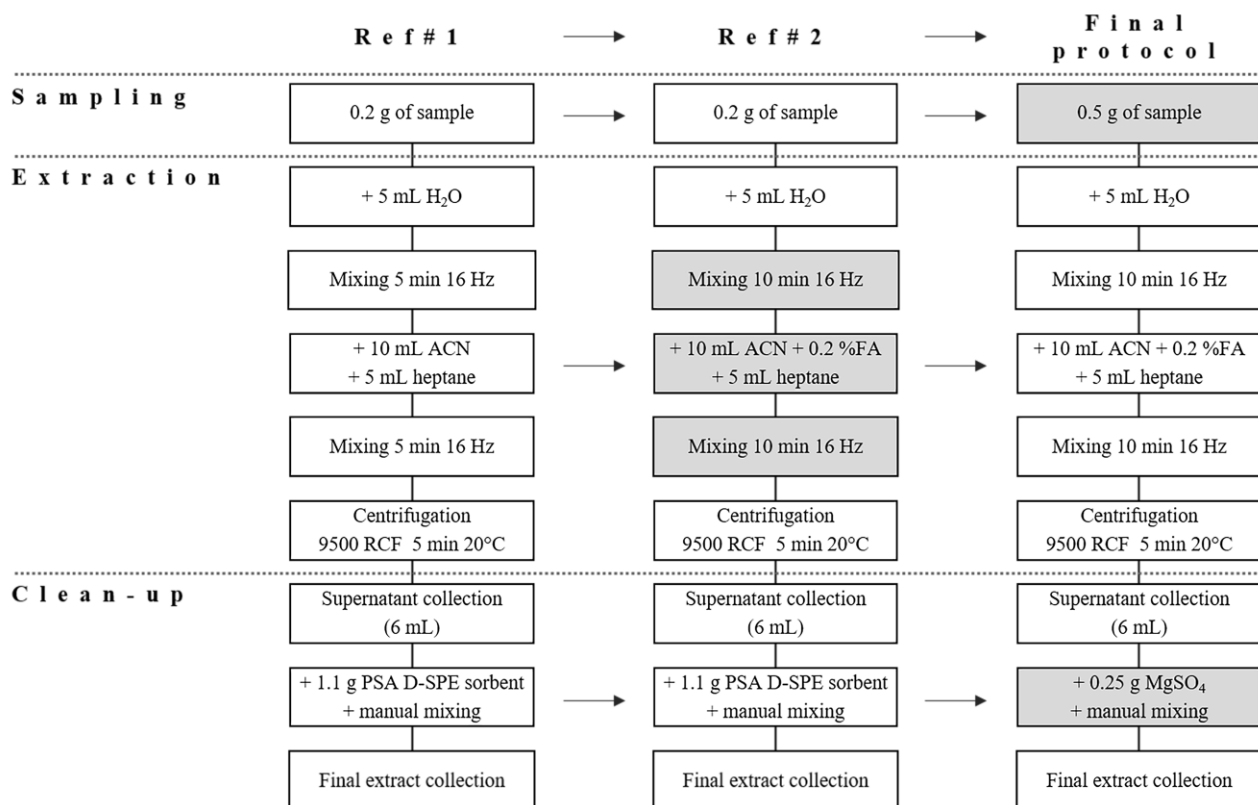 Ref#1
Ref#2
Final
protocol
Sampling
0.2 g of sample
0.2 g of sample
0.5 g of sample
Extraction
+ 5 mL H₂O
+ 5 mL H₂O
+ 5 mL H₂O
Mixing 5 min 16 Hz
Mixing 10 min 16 Hz
Mixing 10 min 16 Hz
+ 10 mL ACN
+ 5 mL heptane
+ 10 mL ACN + 0.2 %FA
+ 5 mL heptane
+ 10 mL ACN + 0.2 %FA
+ 5 mL heptane
Mixing 5 min 16 Hz
Mixing 10 min 16 Hz
Mixing 10 min 16 Hz
Centrifugation
9500 RCF 5 min 20°C
Centrifugation
9500 RCF 5 min 20°C
Centrifugation
9500 RCF 5 min 20°C
Clean-up
Supernatant collection
(6 mL)
Supernatant collection
(6 mL)
Supernatant collection
(6 mL)
+ 1.1 g PSA D-SPE sorbent
+ manual mixing
+ 1.1 g PSA D-SPE sorbent
+ manual mixing
+ 0.25 g MgSO₄
+ manual mixing
Final extract collection
Final extract collection
Final extract collection